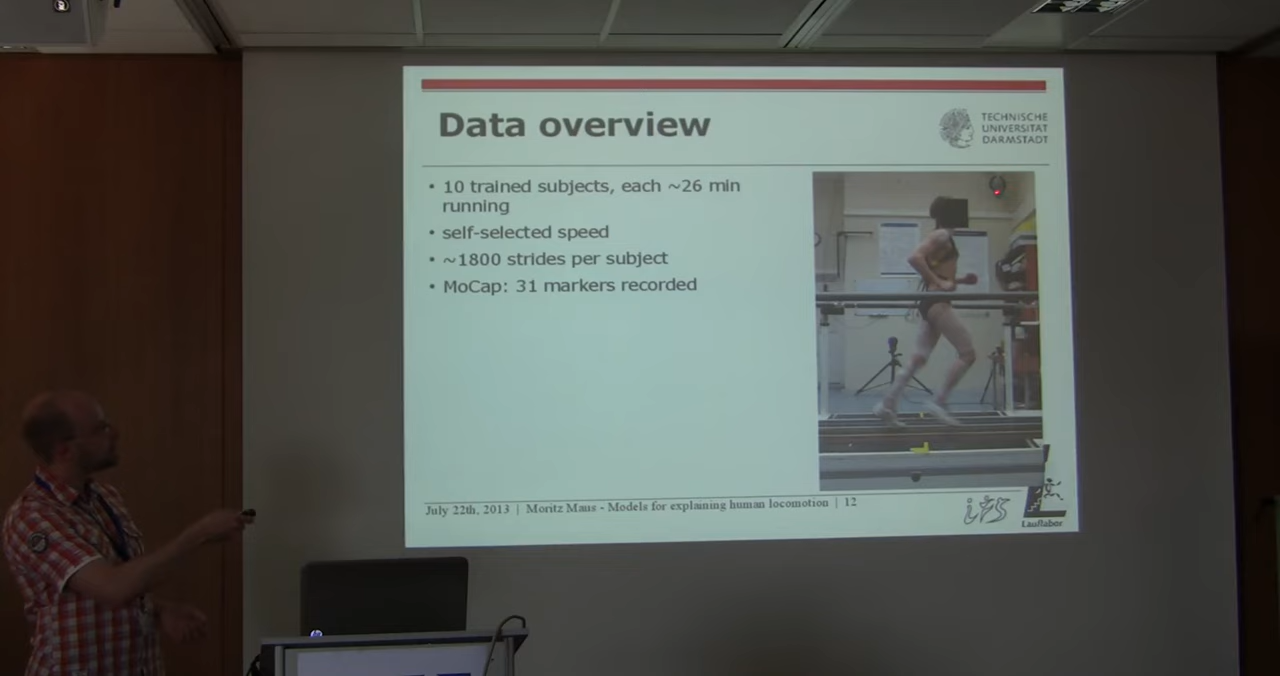 Data overview
TECHNISCHE
UNIVERSITÄT
DARMSTADT
• 10 trained subjects, each ~26 min
running
• self-selected speed
• ~1800 strides per subject
• MoCap: 31 markers recorded
July 22th, 2013 | Moritz Maus - Models for explaining human locomotion | 12
Lauflabor
hp